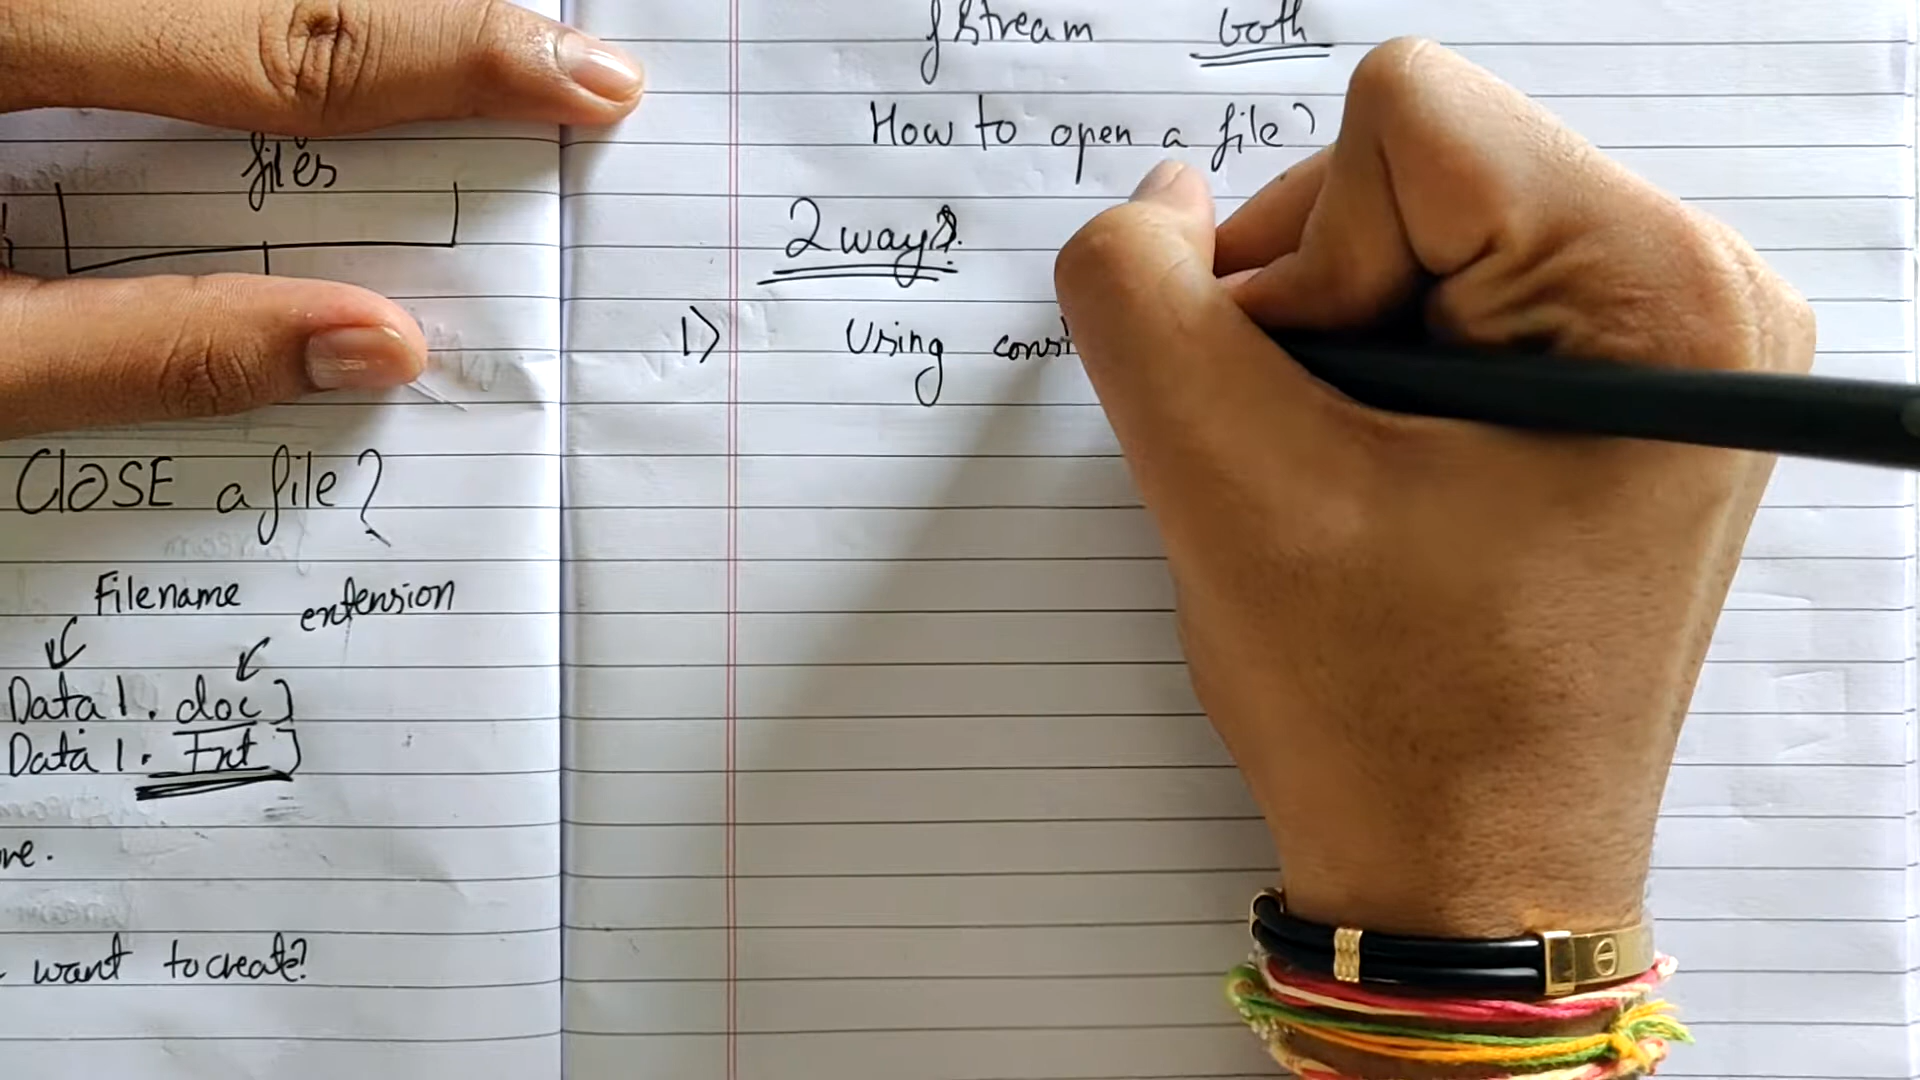 files
CloSE a file?
Filename extension
Data1. doc]
Data1. txt]
want to create?
fstream both
How to open a file?
2 ways.
1) Using const